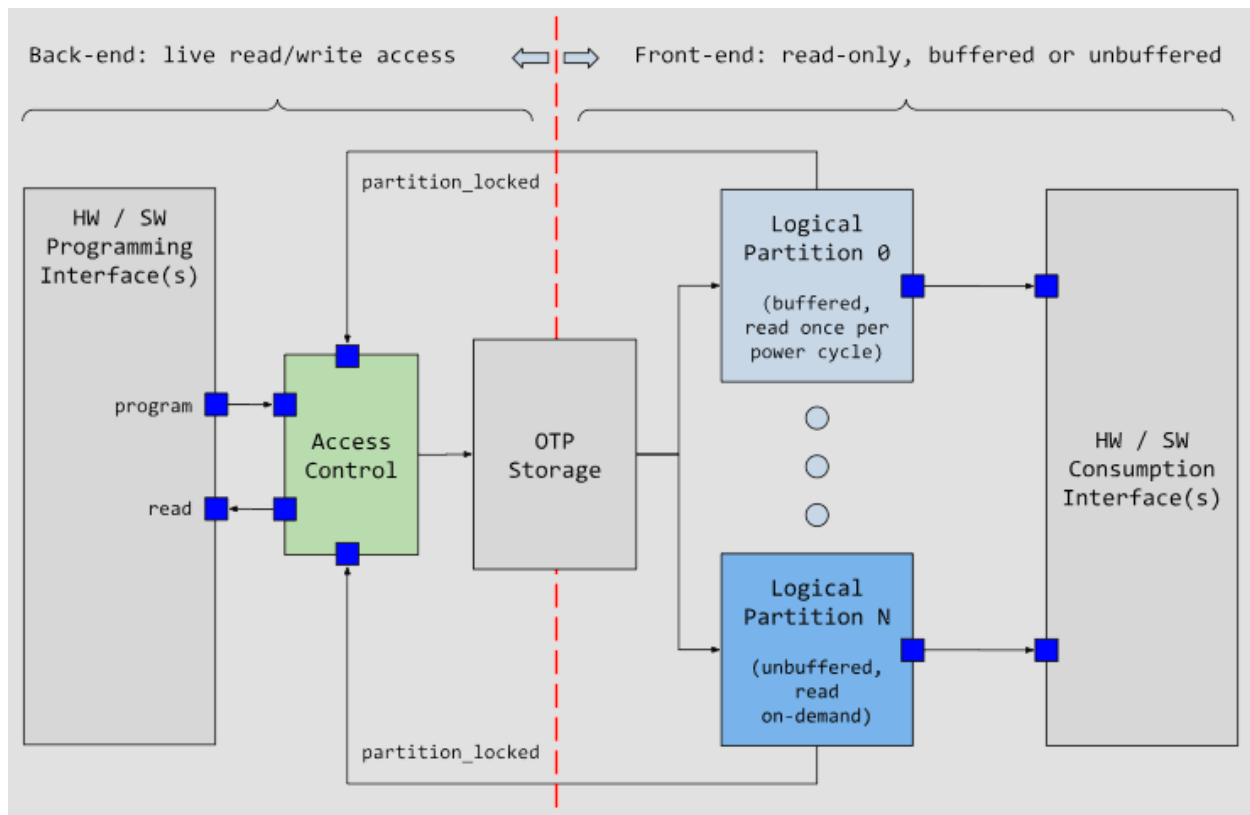 Back-end: live read/write access
Front-end: read-only, buffered or unbuffered
partition_locked
HW / SW
Programming
Interface(s)
program
read
Access
Control
OTP
Storage
Logical
Partition 0
(buffered,
read once per
power cycle)
Logical
Partition N
(unbuffered,
read
on-demand)
HW / SW
Consumption
Interface(s)
partition_locked